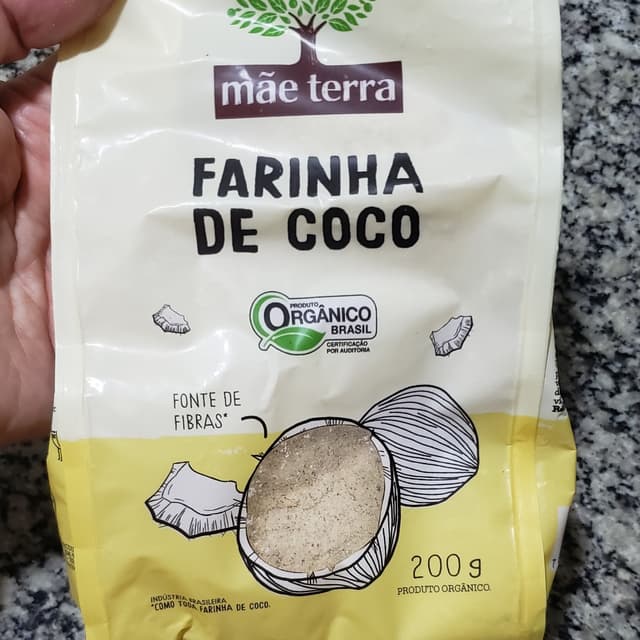 mãe terra
FARINHA
DE COCO
PRODUTO
ORGÂNICO
BRASIL
CERTIFICAÇÃO
POR AUDITORIA
FONTE DE
FIBRAS*
200g
PRODUTO ORGÂNICO.
INDÚSTRIA BRASILEIRA
*COMO TODA FARINHA DE COCO.